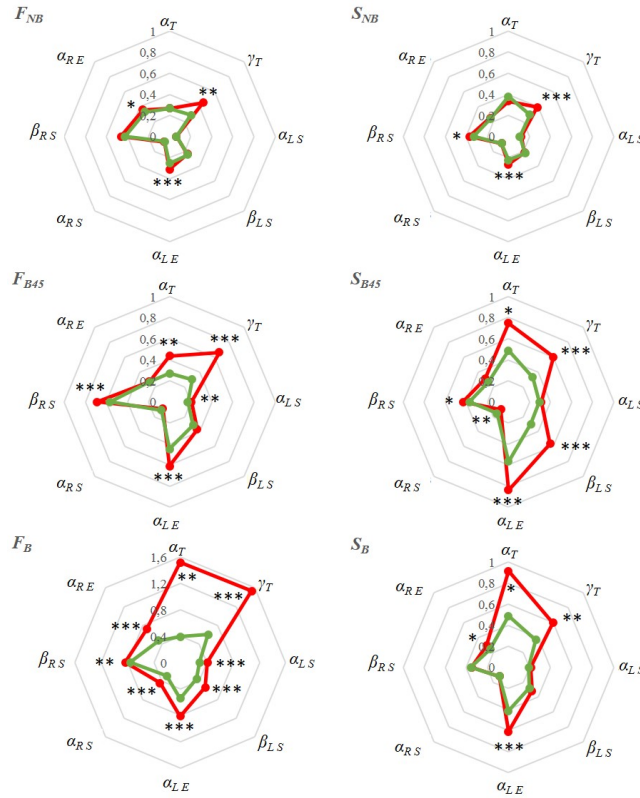 F_NB
α_T
γ_T
α_LS
β_LS
α_LE
α_RS
β_RS
α_RE
1
0,8
0,6
0,4
0,2
0
**
***
*
S_NB
α_T
γ_T
α_LS
β_LS
α_LE
α_RS
β_RS
α_RE
1
0,8
0,6
0,4
0,2
0
***
***
*
F_B45
α_T
γ_T
α_LS
β_LS
α_LE
α_RS
β_RS
α_RE
1
0,8
0,6
0,4
0,2
0
**
***
**
***
***
S_B45
α_T
γ_T
α_LS
β_LS
α_LE
α_RS
β_RS
α_RE
1
0,8
0,6
0,4
0,2
0
*
***
***
***
**
*
F_B
α_T
γ_T
α_LS
β_LS
α_LE
α_RS
β_RS
α_RE
1,6
1,2
0,8
0,4
0
**
***
***
***
***
***
**
***
S_B
α_T
γ_T
α_LS
β_LS
α_LE
α_RS
β_RS
α_RE
1
0,8
0,6
0,4
0,2
0
*
**
***
*